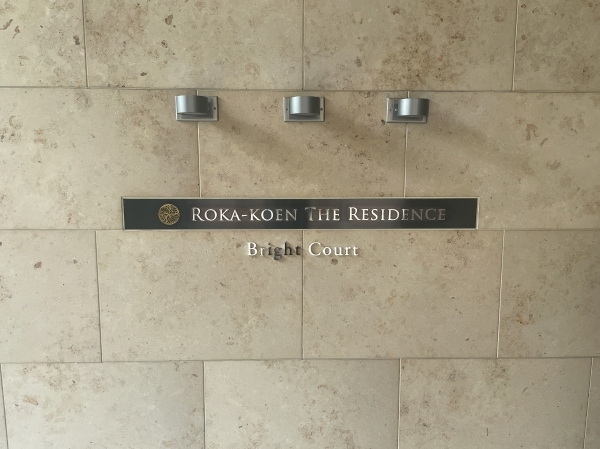 ROKA-KOEN THE RESIDENCE
Bright Court